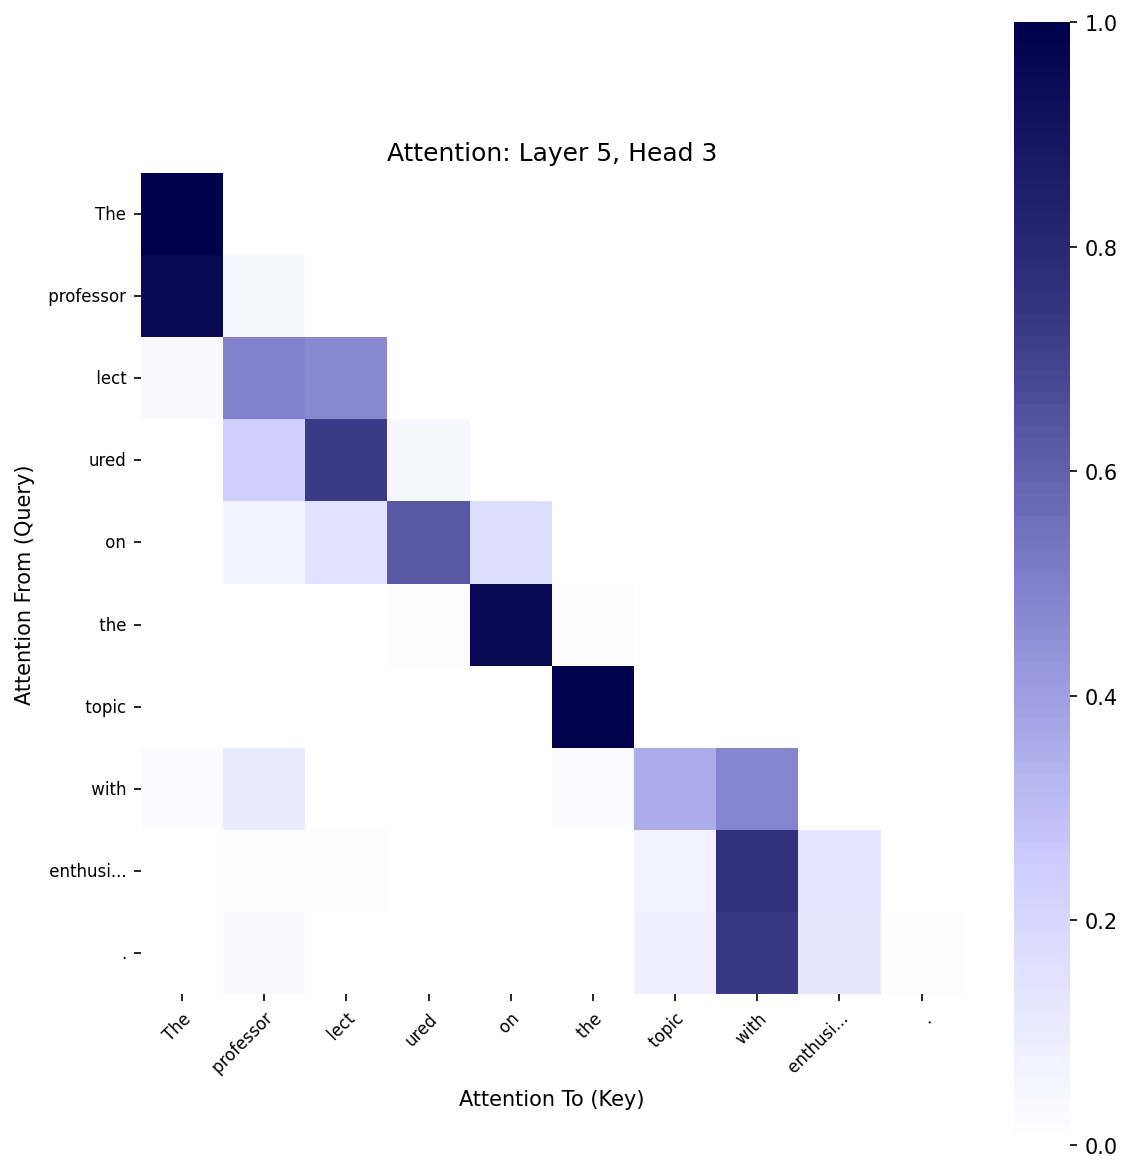 Attention: Layer 5, Head 3
1.0
0.8
0.6
0.4
0.2
0.0
Attention From (Query)
The
professor
lect
ured
on
the
topic
with
enthusi...
.
The
professor
lect
ured
on
the
topic
with
enthusi...
.
Attention To (Key)